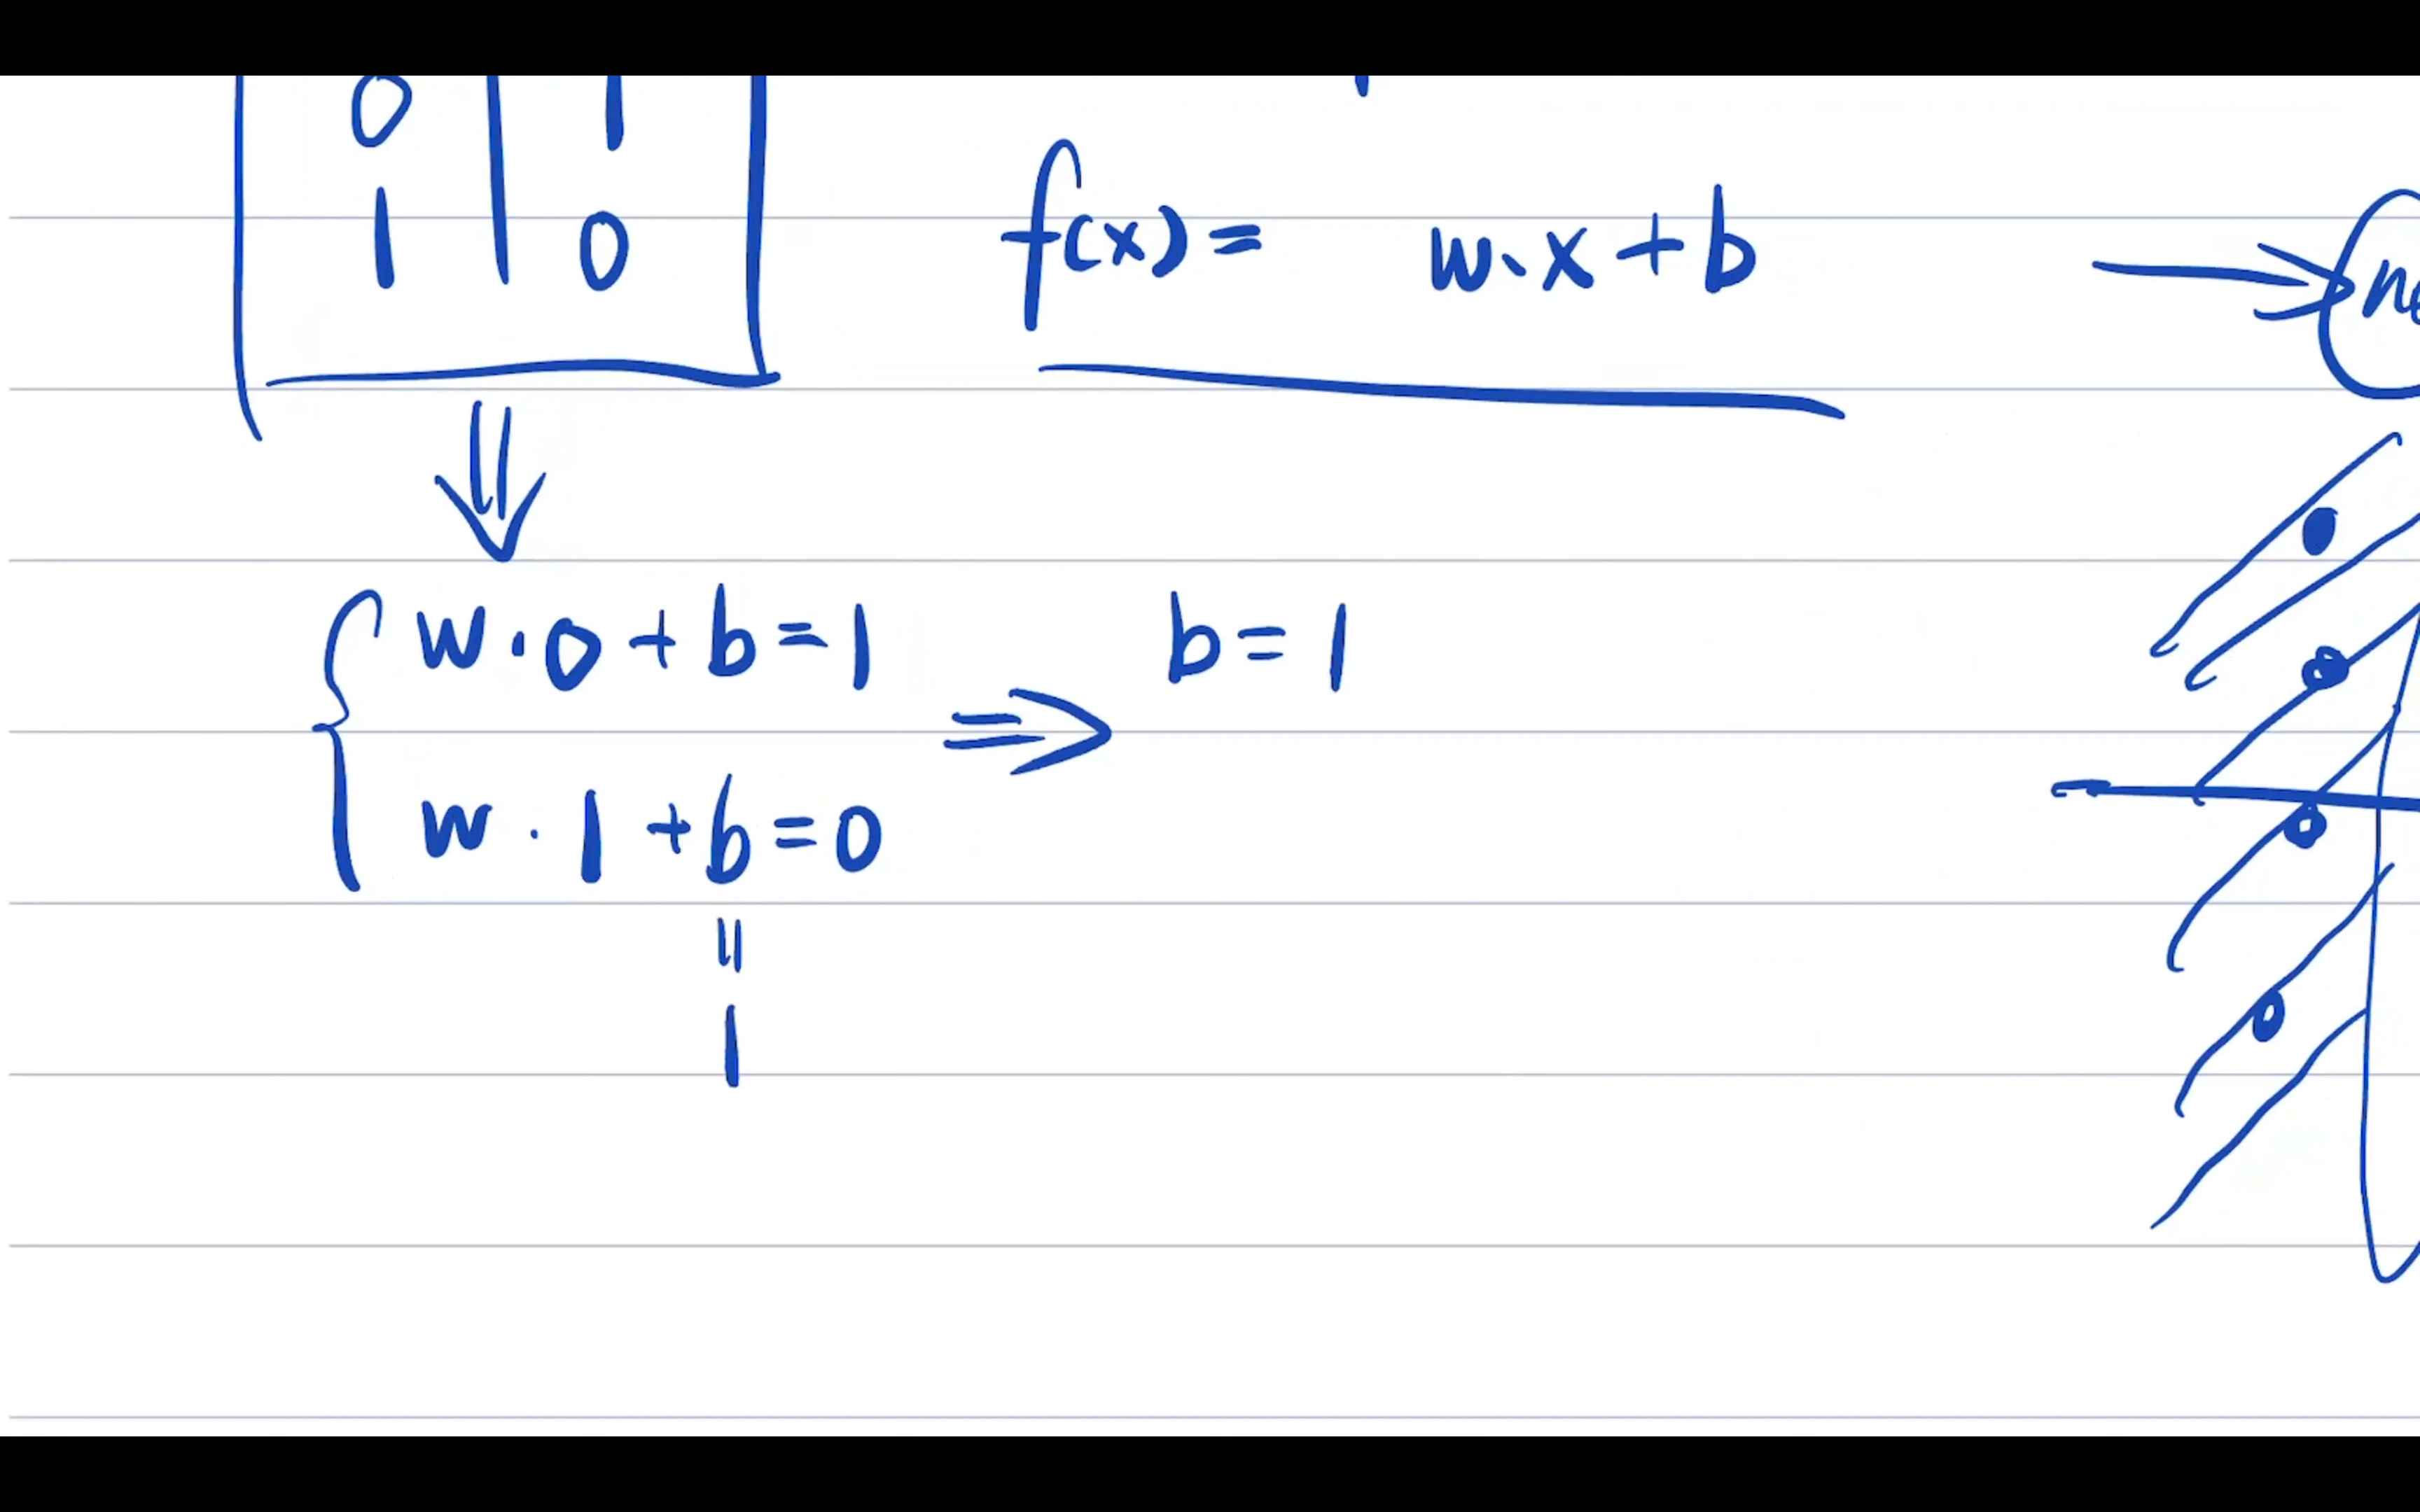 0 | 1
1 | 0
f(x) = w·x + b
w·0 + b = 1
⇒ b = 1
w·1 + b = 0
||
1